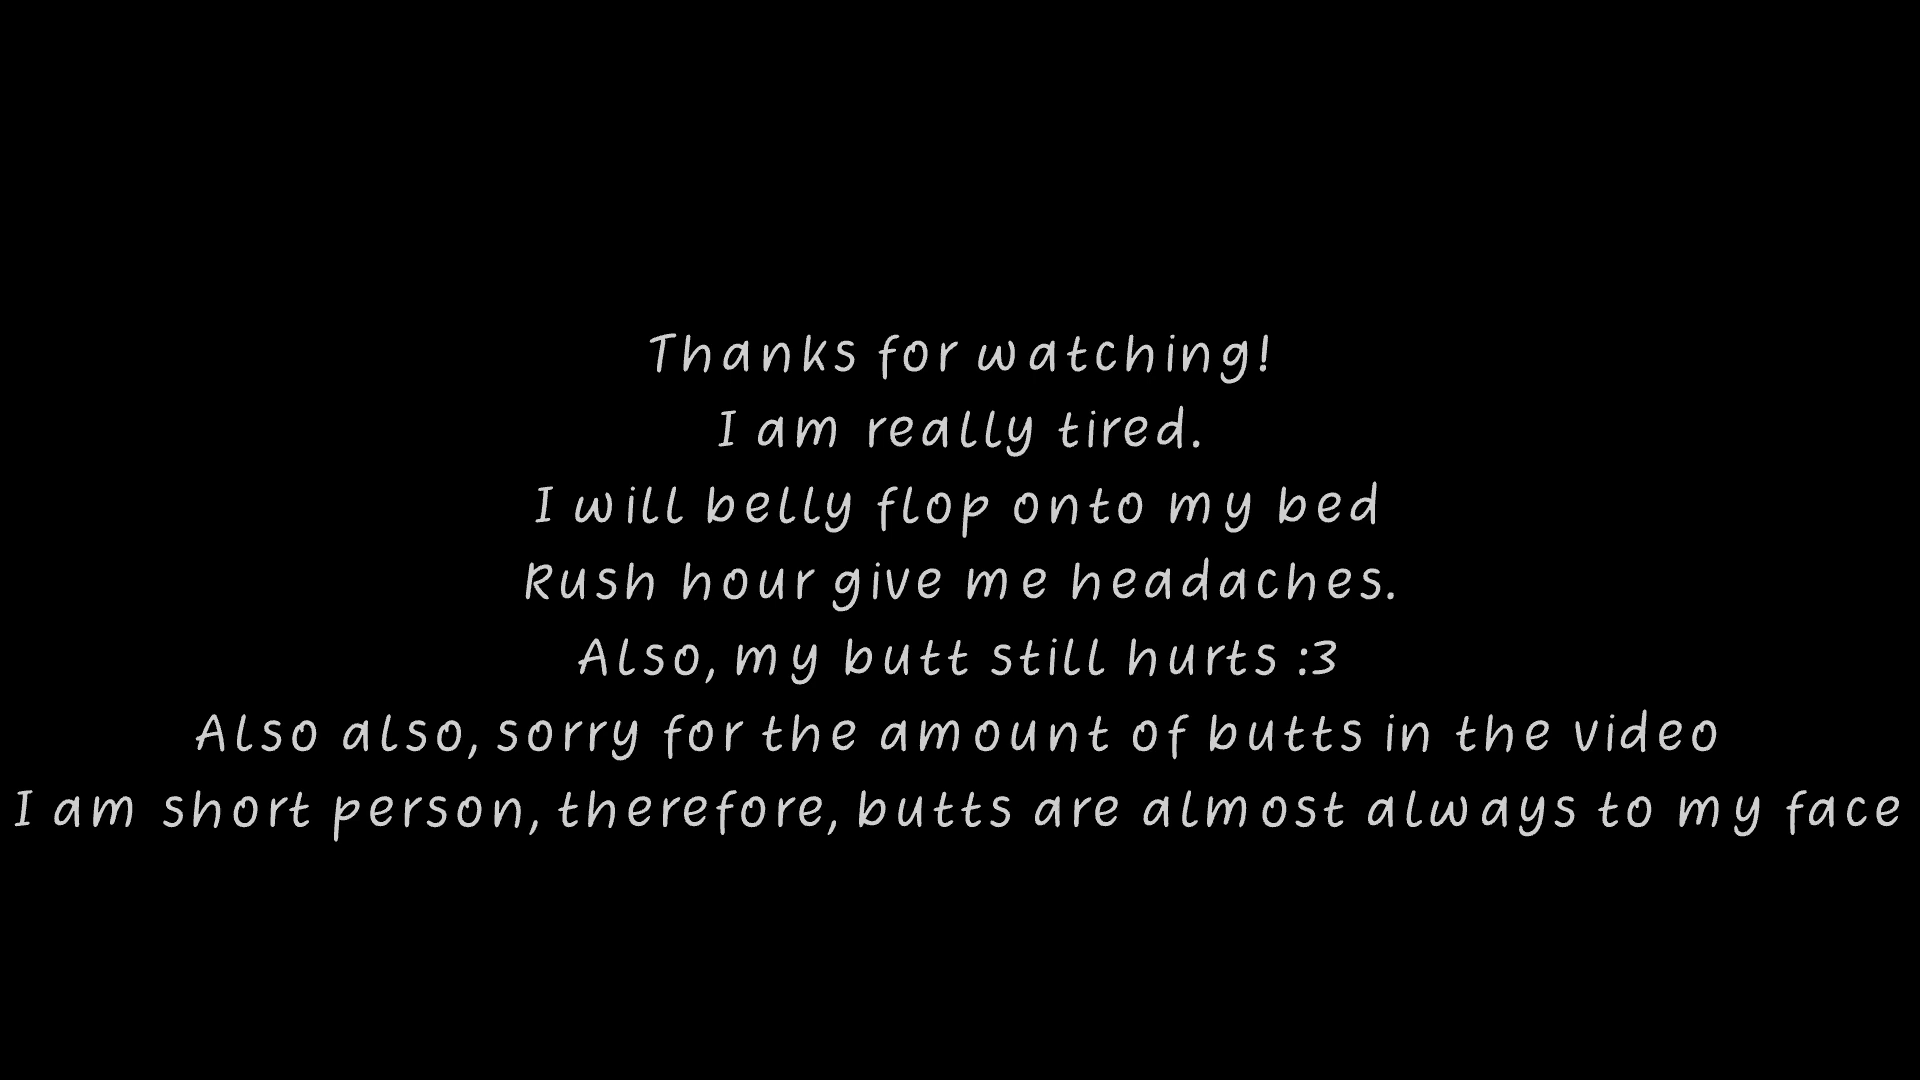 Thanks for watching!
I am really tired.
I will belly flop onto my bed
Rush hour give me headaches.
Also, my butt still hurts :3
Also also, sorry for the amount of butts in the video
I am short person, therefore, butts are almost always to my face